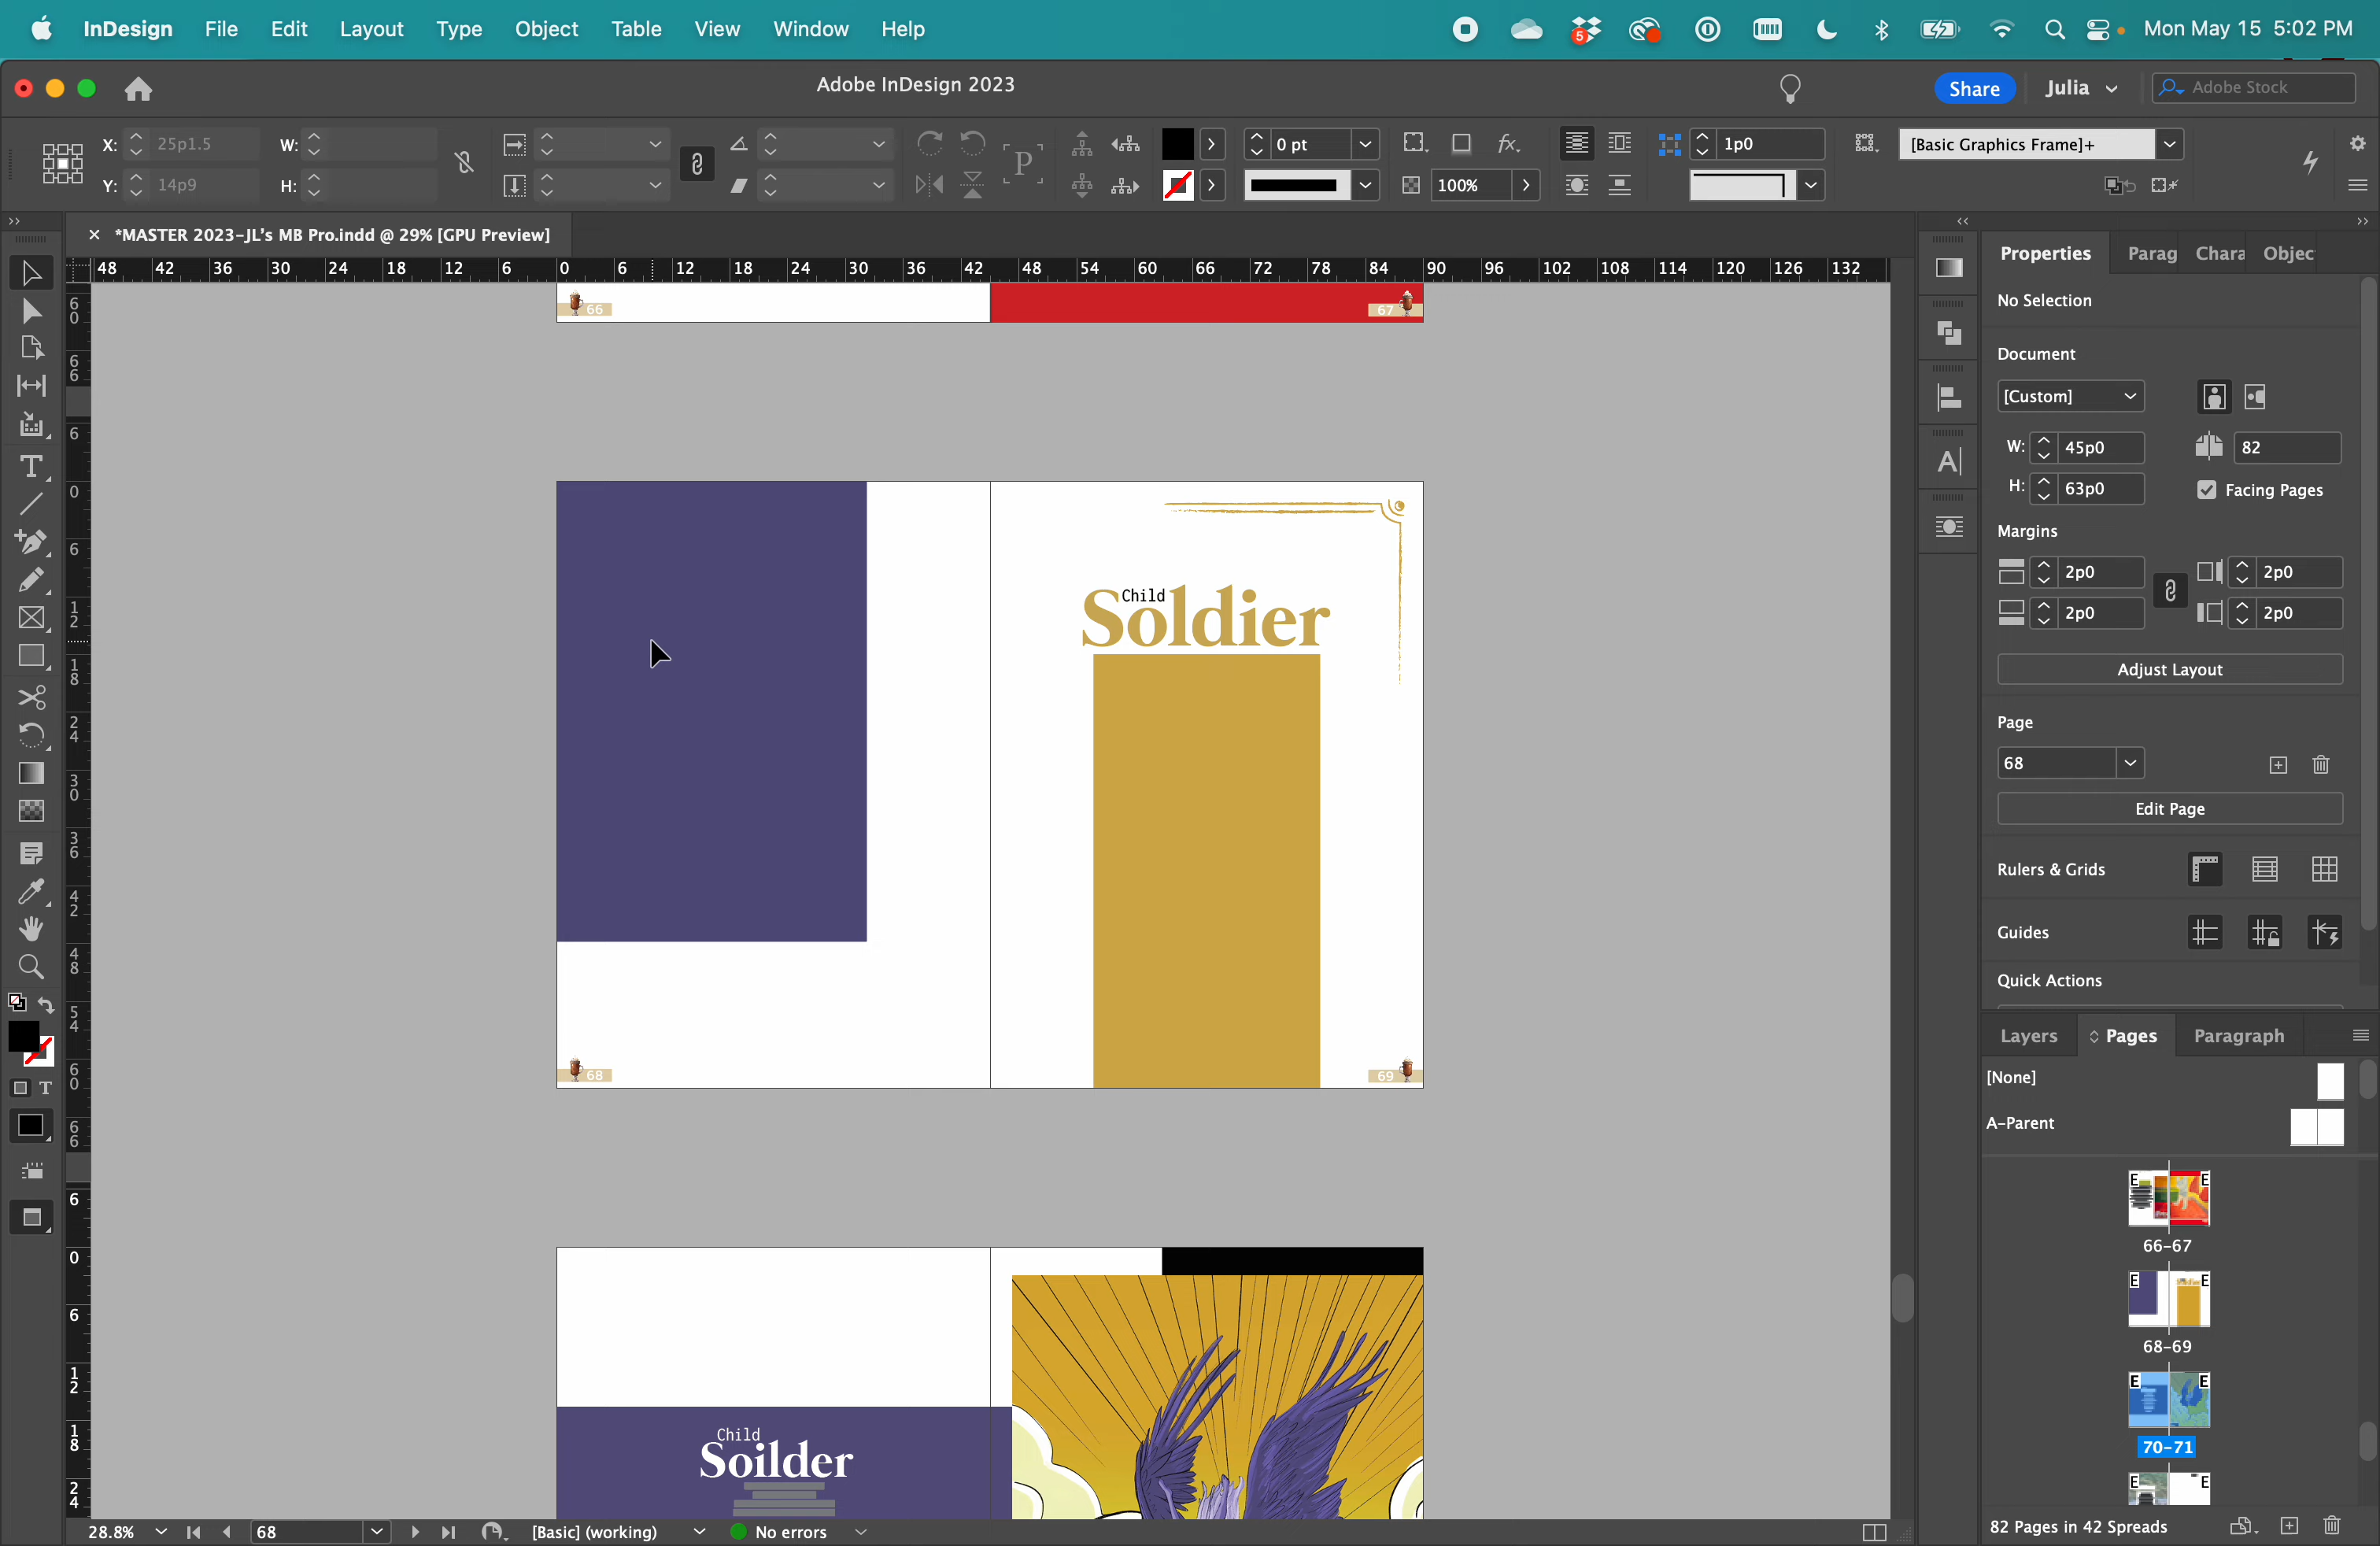 InDesign File Edit Layout Type Object Table View Window Help 5 Mon May 15 5:02 PM
Adobe InDesign 2023 Share Julia Adobe Stock
X: 25p1.5 W: 0 pt 1p0 [Basic Graphics Frame]+
Y: 14p9 H: 100%
× *MASTER 2023-JL's MB Pro.indd @ 29% [GPU Preview]
48 42 36 30 24 18 12 6 0 6 12 18 24 30 36 42 48 54 60 66 72 78 84 90 96 102 108 114 120 126 132
66 67
Child
Soldier
68 69
Child
Soilder
Properties Parag Chara Objec
No Selection
Document
[Custom]
W: 45p0 82
H: 63p0 Facing Pages
Margins
2p0 2p0
2p0 2p0
Adjust Layout
Page
68
Edit Page
Rulers & Grids
Guides
Quick Actions
Layers Pages Paragraph
[None]
A-Parent
E E
66-67
E E
68-69
E E
70-71
E E
28.8% 68 [Basic] (working) No errors
82 Pages in 42 Spreads